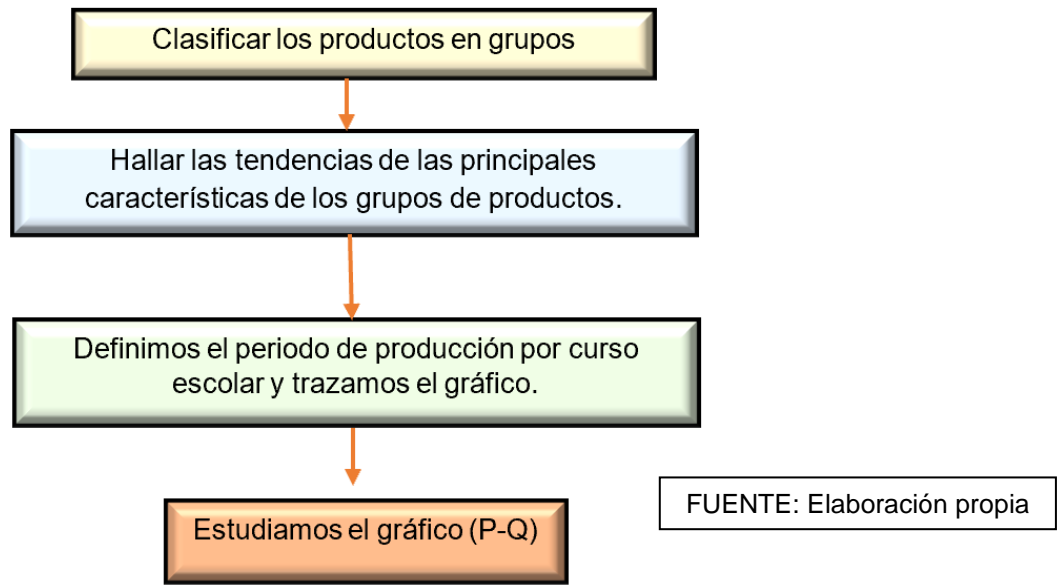 Clasificar los productos en grupos
Hallar las tendencias de las principales
características de los grupos de productos.
Definimos el periodo de producción por curso
escolar y trazamos el gráfico.
Estudiamos el gráfico (P-Q)
FUENTE: Elaboración propia